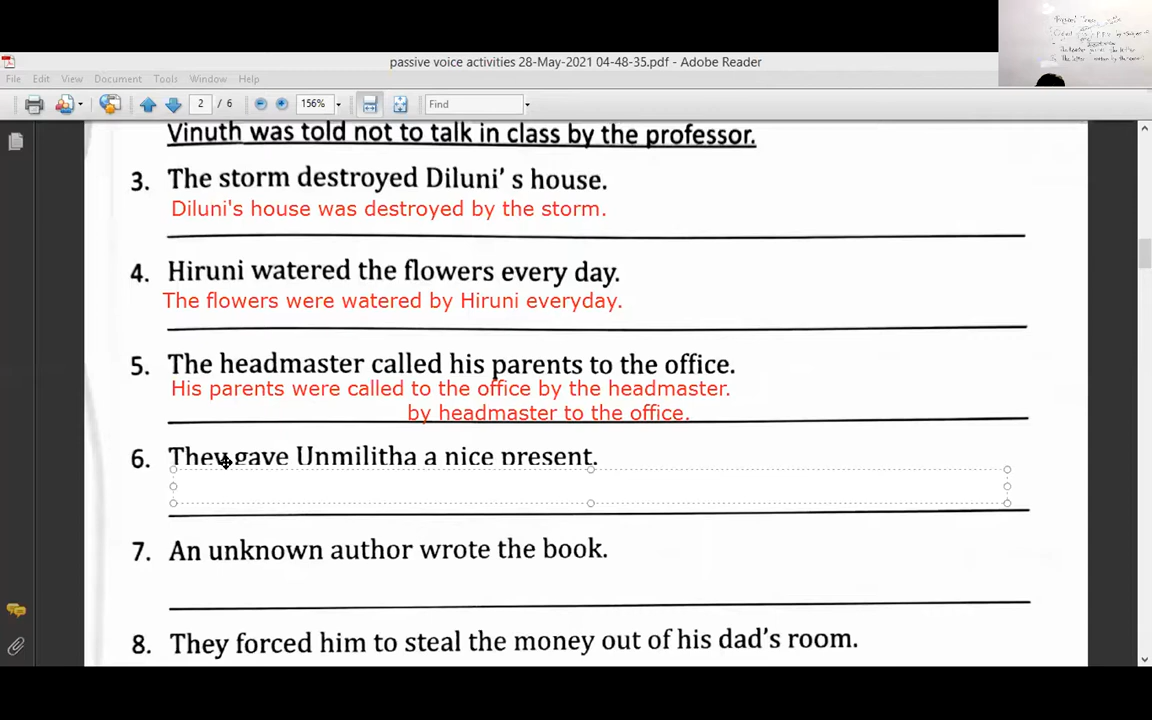 passive voice activities 28-May-2021 04-48-35.pdf - Adobe Reader
File Edit View Document Tools Window Help
2 / 6 156% Find
Vinuth was told not to talk in class by the professor.
3. The storm destroyed Diluni' s house.
Diluni's house was destroyed by the storm.
4. Hiruni watered the flowers every day.
The flowers were watered by Hiruni everyday.
5. The headmaster called his parents to the office.
His parents were called to the office by the headmaster.
by headmaster to the office.
6. They gave Unmilitha a nice present.
7. An unknown author wrote the book.
8. They forced him to steal the money out of his dad's room.